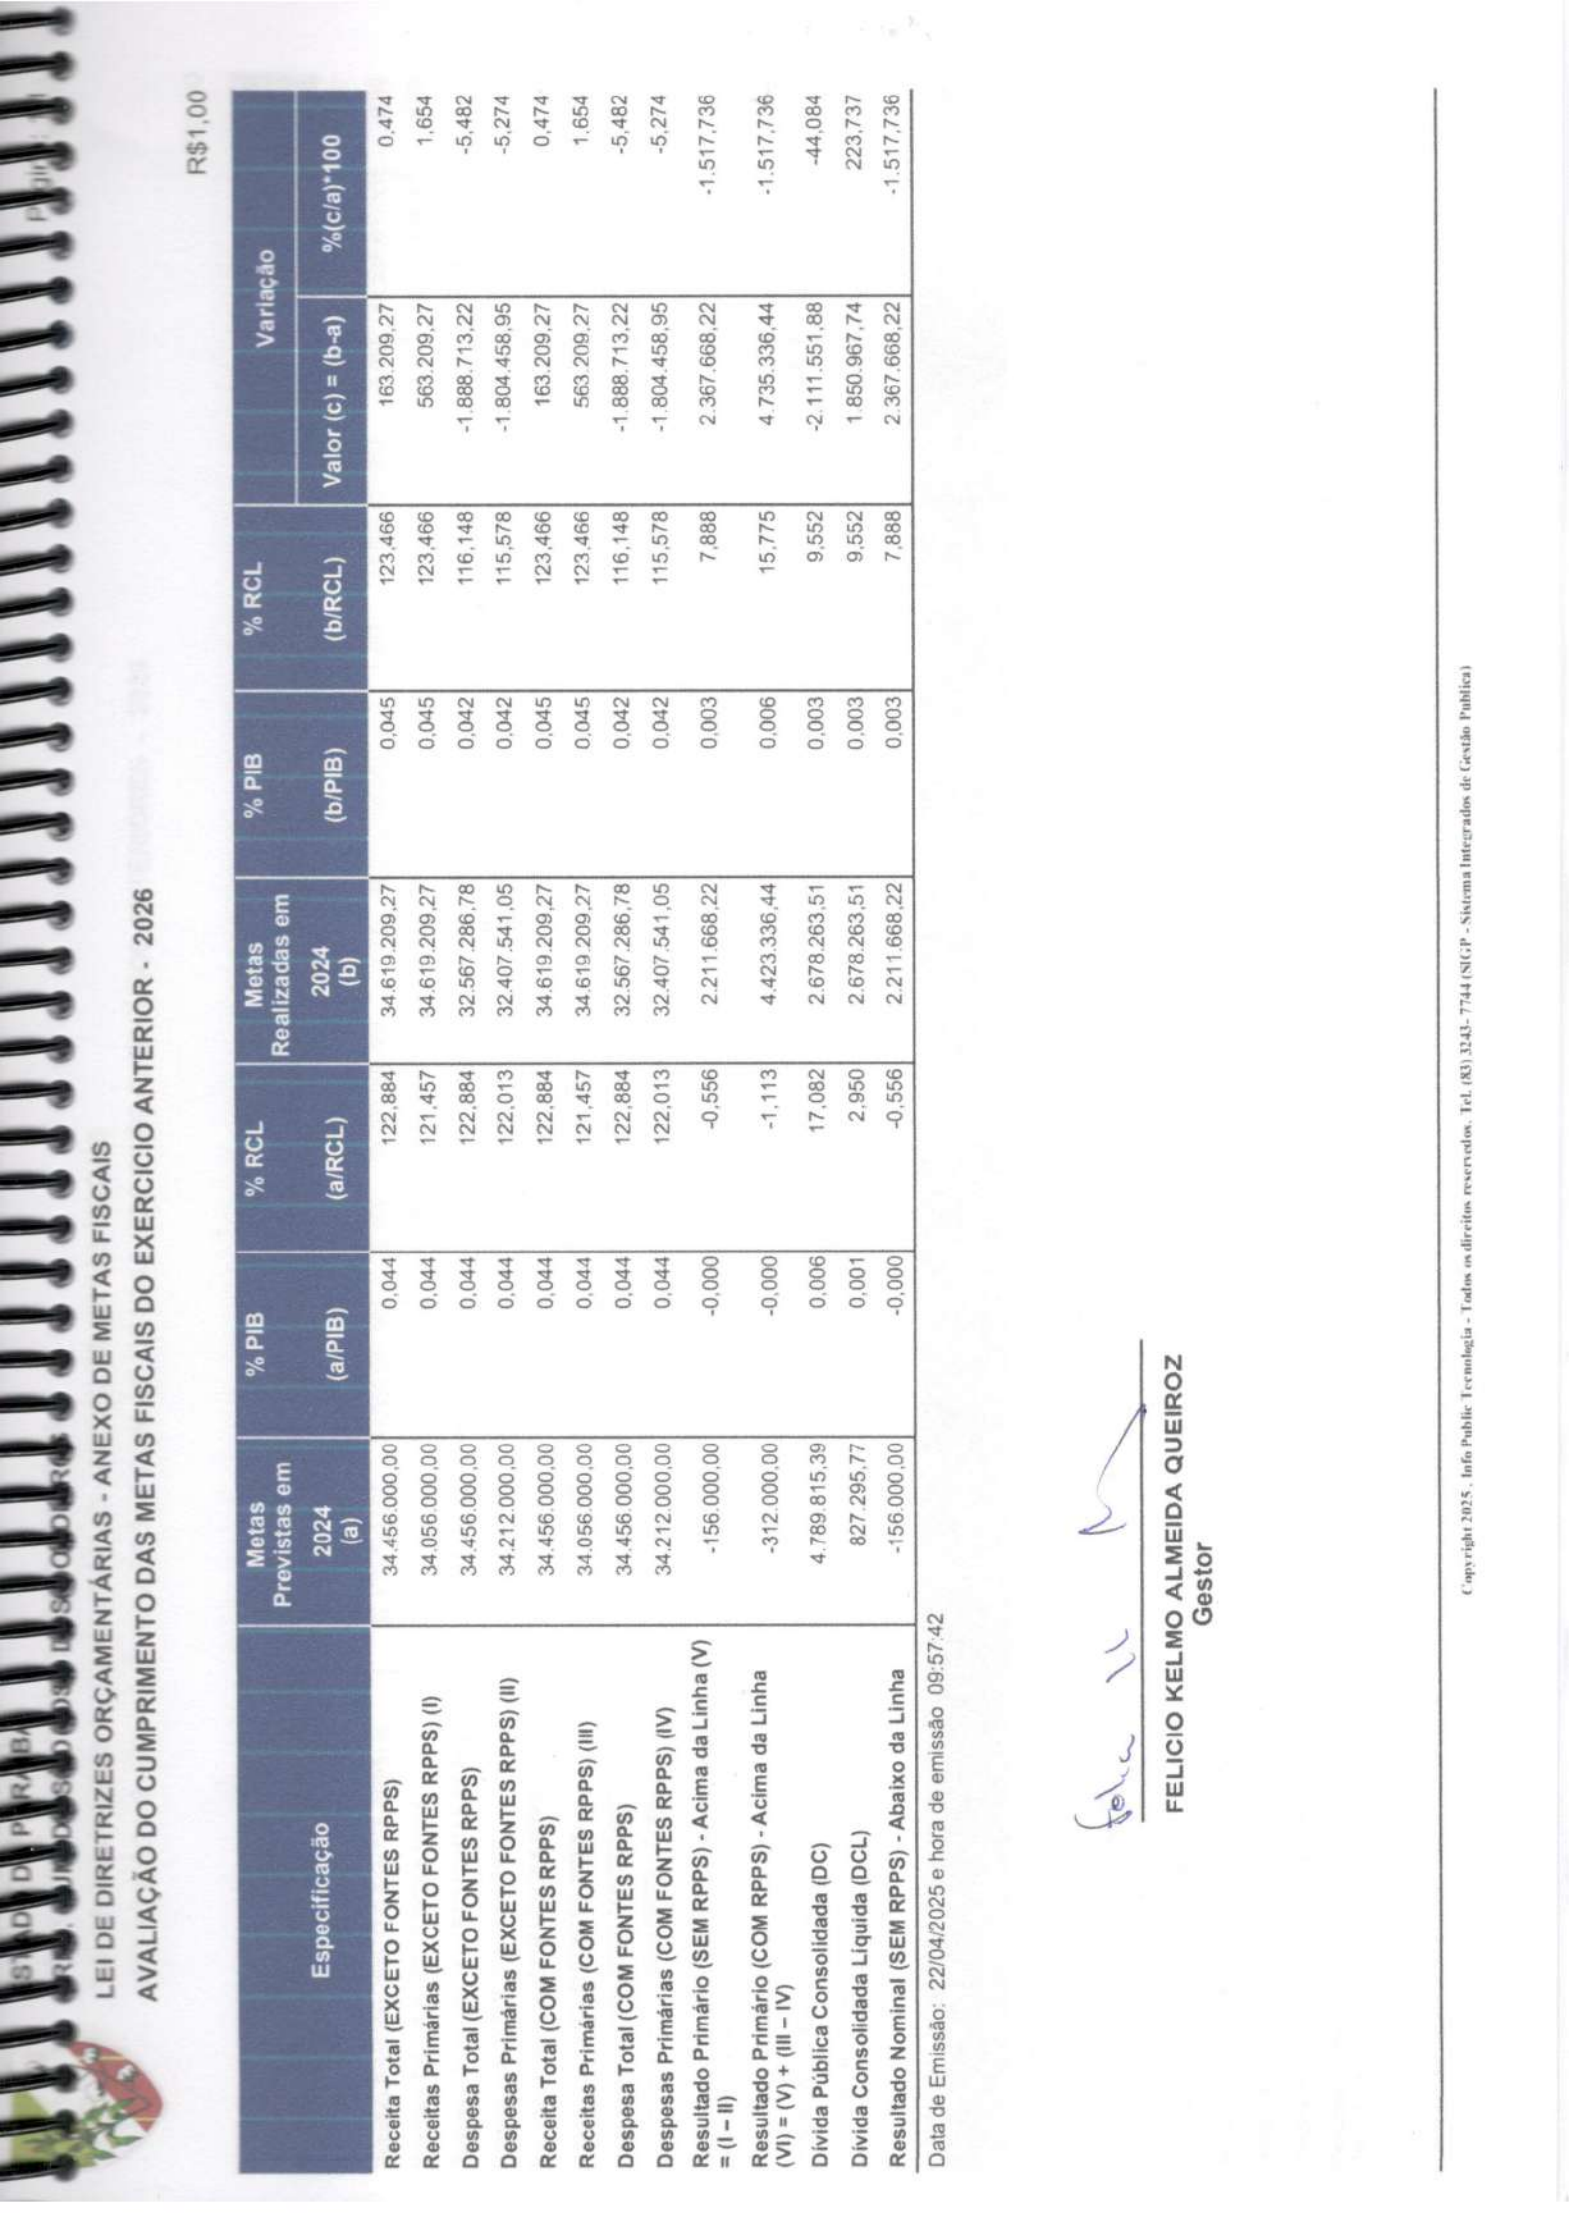 LEI DE DIRETRIZES ORÇAMENTÁRIAS - ANEXO DE METAS FISCAIS
AVALIAÇÃO DO CUMPRIMENTO DAS METAS FISCAIS DO EXERCICIO ANTERIOR - 2026
R$1,00
Especificação | Metas Previstas em 2024 (a) | % PIB (a/PIB) | % RCL (a/RCL) | Metas Realizadas em 2024 (b) | % PIB (b/PIB) | % RCL (b/RCL) | Variação Valor (c) = (b-a) | %(c/a)*100
Receita Total (EXCETO FONTES RPPS) 34.456.000,00 0,044 122,884 34.619.209,27 0,045 123,466 163.209,27 0,474
Receitas Primárias (EXCETO FONTES RPPS) (I) 34.056.000,00 0,044 121,457 34.619.209,27 0,045 123,466 563.209,27 1,654
Despesa Total (EXCETO FONTES RPPS) 34.456.000,00 0,044 122,884 32.567.286,78 0,042 116,148 -1.888.713,22 -5,482
Despesas Primárias (EXCETO FONTES RPPS) (II) 34.212.000,00 0,044 122,013 32.407.541,05 0,042 115,578 -1.804.458,95 -5,274
Receita Total (COM FONTES RPPS) 34.456.000,00 0,044 122,884 34.619.209,27 0,045 123,466 163.209,27 0,474
Receitas Primárias (COM FONTES RPPS) (III) 34.056.000,00 0,044 121,457 34.619.209,27 0,045 123,466 563.209,27 1,654
Despesa Total (COM FONTES RPPS) 34.456.000,00 0,044 122,884 32.567.286,78 0,042 116,148 -1.888.713,22 -5,482
Despesas Primárias (COM FONTES RPPS) (IV) 34.212.000,00 0,044 122,013 32.407.541,05 0,042 115,578 -1.804.458,95 -5,274
Resultado Primário (SEM RPPS) - Acima da Linha (V) -156.000,00 -0,000 -0,556 2.211.668,22 0,003 7,888 2.367.668,22 -1.517,736
= (I – II)
Resultado Primário (COM RPPS) - Acima da Linha -312.000,00 -0,000 -1,113 4.423.336,44 0,006 15,775 4.735.336,44 -1.517,736
(VI) = (V) + (III – IV)
Dívida Pública Consolidada (DC) 4.789.815,39 0,006 17,082 2.678.263,51 0,003 9,552 -2.111.551,88 -44,084
Dívida Consolidada Líquida (DCL) 827.295,77 0,001 2,950 2.678.263,51 0,003 9,552 1.850.967,74 223,737
Resultado Nominal (SEM RPPS) - Abaixo da Linha -156.000,00 -0,000 -0,556 2.211.668,22 0,003 7,888 2.367.668,22 -1.517,736
Data de Emissão: 22/04/2025 e hora de emissão 09:57:42
FELICIO KELMO ALMEIDA QUEIROZ
Gestor
Copyright 2025, Info Public Tecnologia - Todos os direitos reservedos. Tel. (83) 3243- 7744 (SIGP - Sistema Integrados de Gestão Publica)